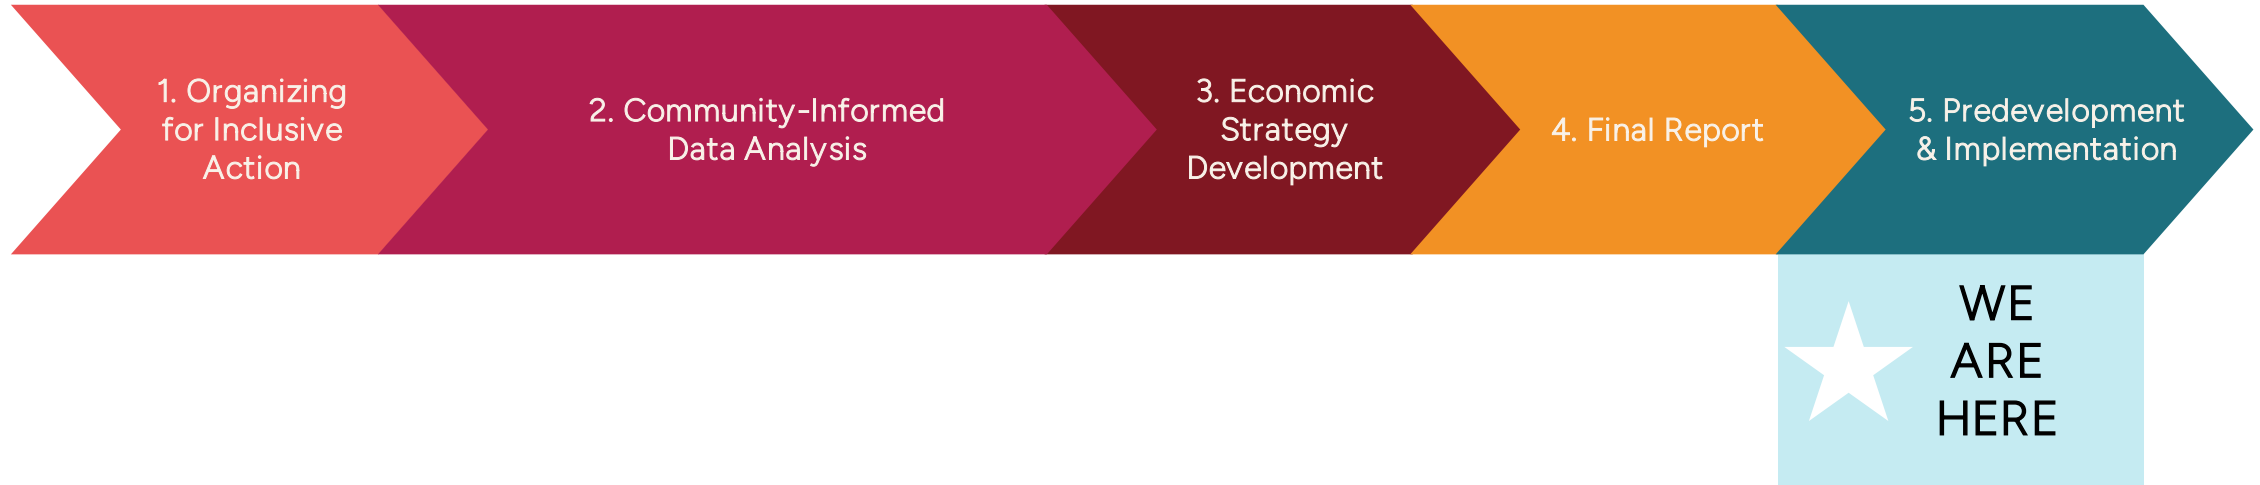 1. Organizing
for Inclusive
Action
2. Community-Informed
Data Analysis
3. Economic
Strategy
Development
4. Final Report
5. Predevelopment
& Implementation
WE
ARE
HERE